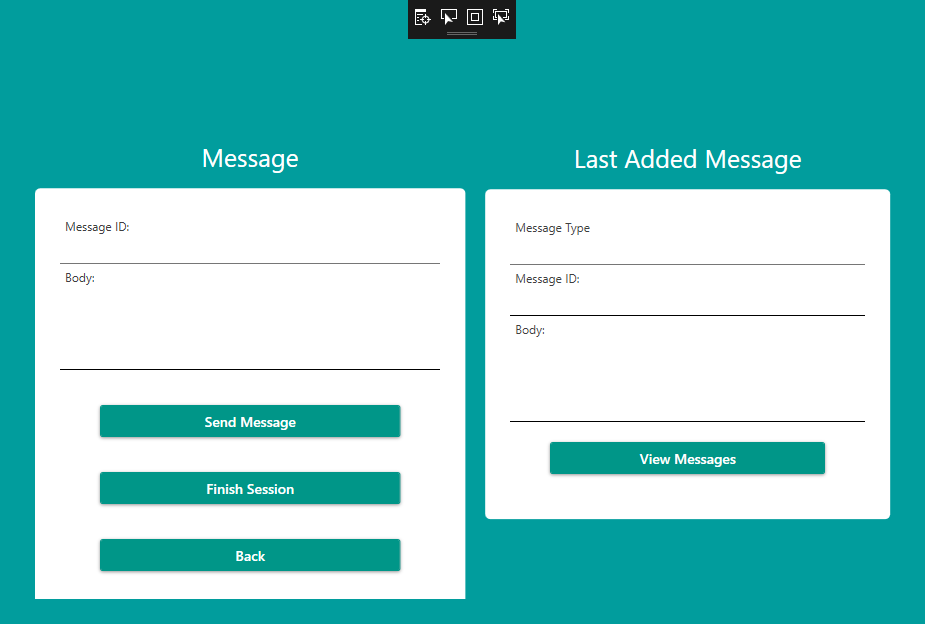 Message
Message ID:
Body:
Send Message
Finish Session
Back
Last Added Message
Message Type
Message ID:
Body:
View Messages